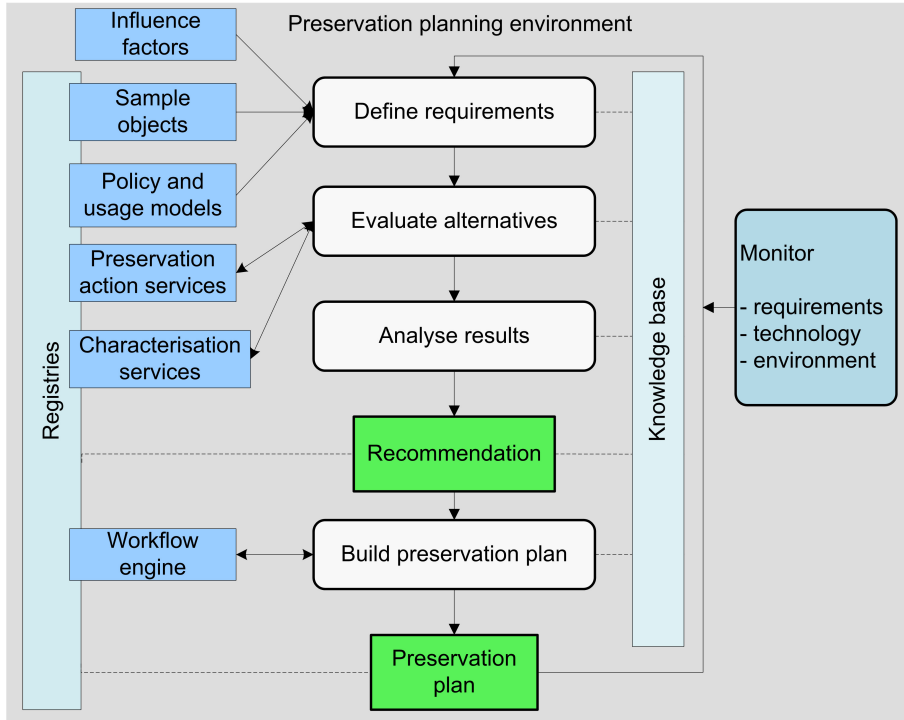 Influence
factors
Preservation planning environment
Sample
objects
Define requirements
Policy and
usage models
Evaluate alternatives
Preservation
action services
Monitor
- requirements
- technology
- environment
Characterisation
services
Analyse results
Registries
Knowledge base
Recommendation
Workflow
engine
Build preservation plan
Preservation
plan